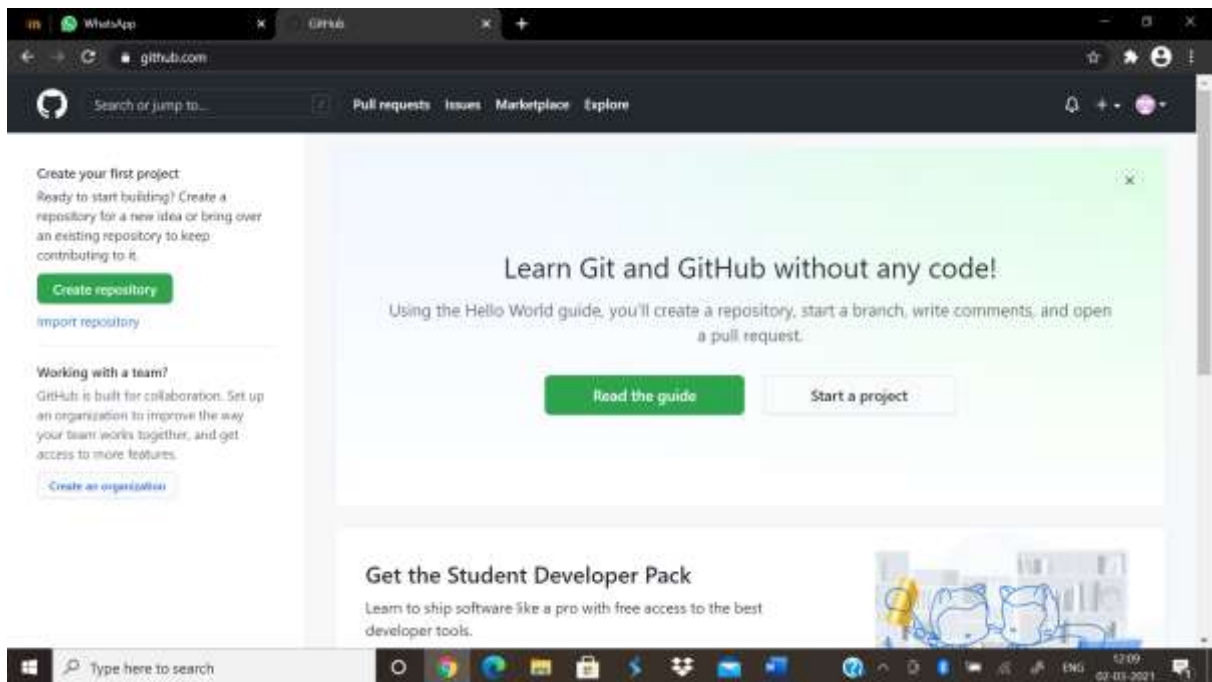 m WhatsApp GitHub
github.com
Search or jump to... / Pull requests Issues Marketplace Explore
Create your first project
Ready to start building? Create a
repository for a new idea or bring over
an existing repository to keep
contributing to it.
Create repository
Import repository
Working with a team?
GitHub is built for collaboration. Set up
an organization to improve the way
your team works together, and get
access to more features.
Create an organization
Learn Git and GitHub without any code!
Using the Hello World guide, you'll create a repository, start a branch, write comments, and open
a pull request.
Read the guide
Start a project
Get the Student Developer Pack
Learn to ship software like a pro with free access to the best
developer tools.
Type here to search
ENG
12:09
02-03-2021